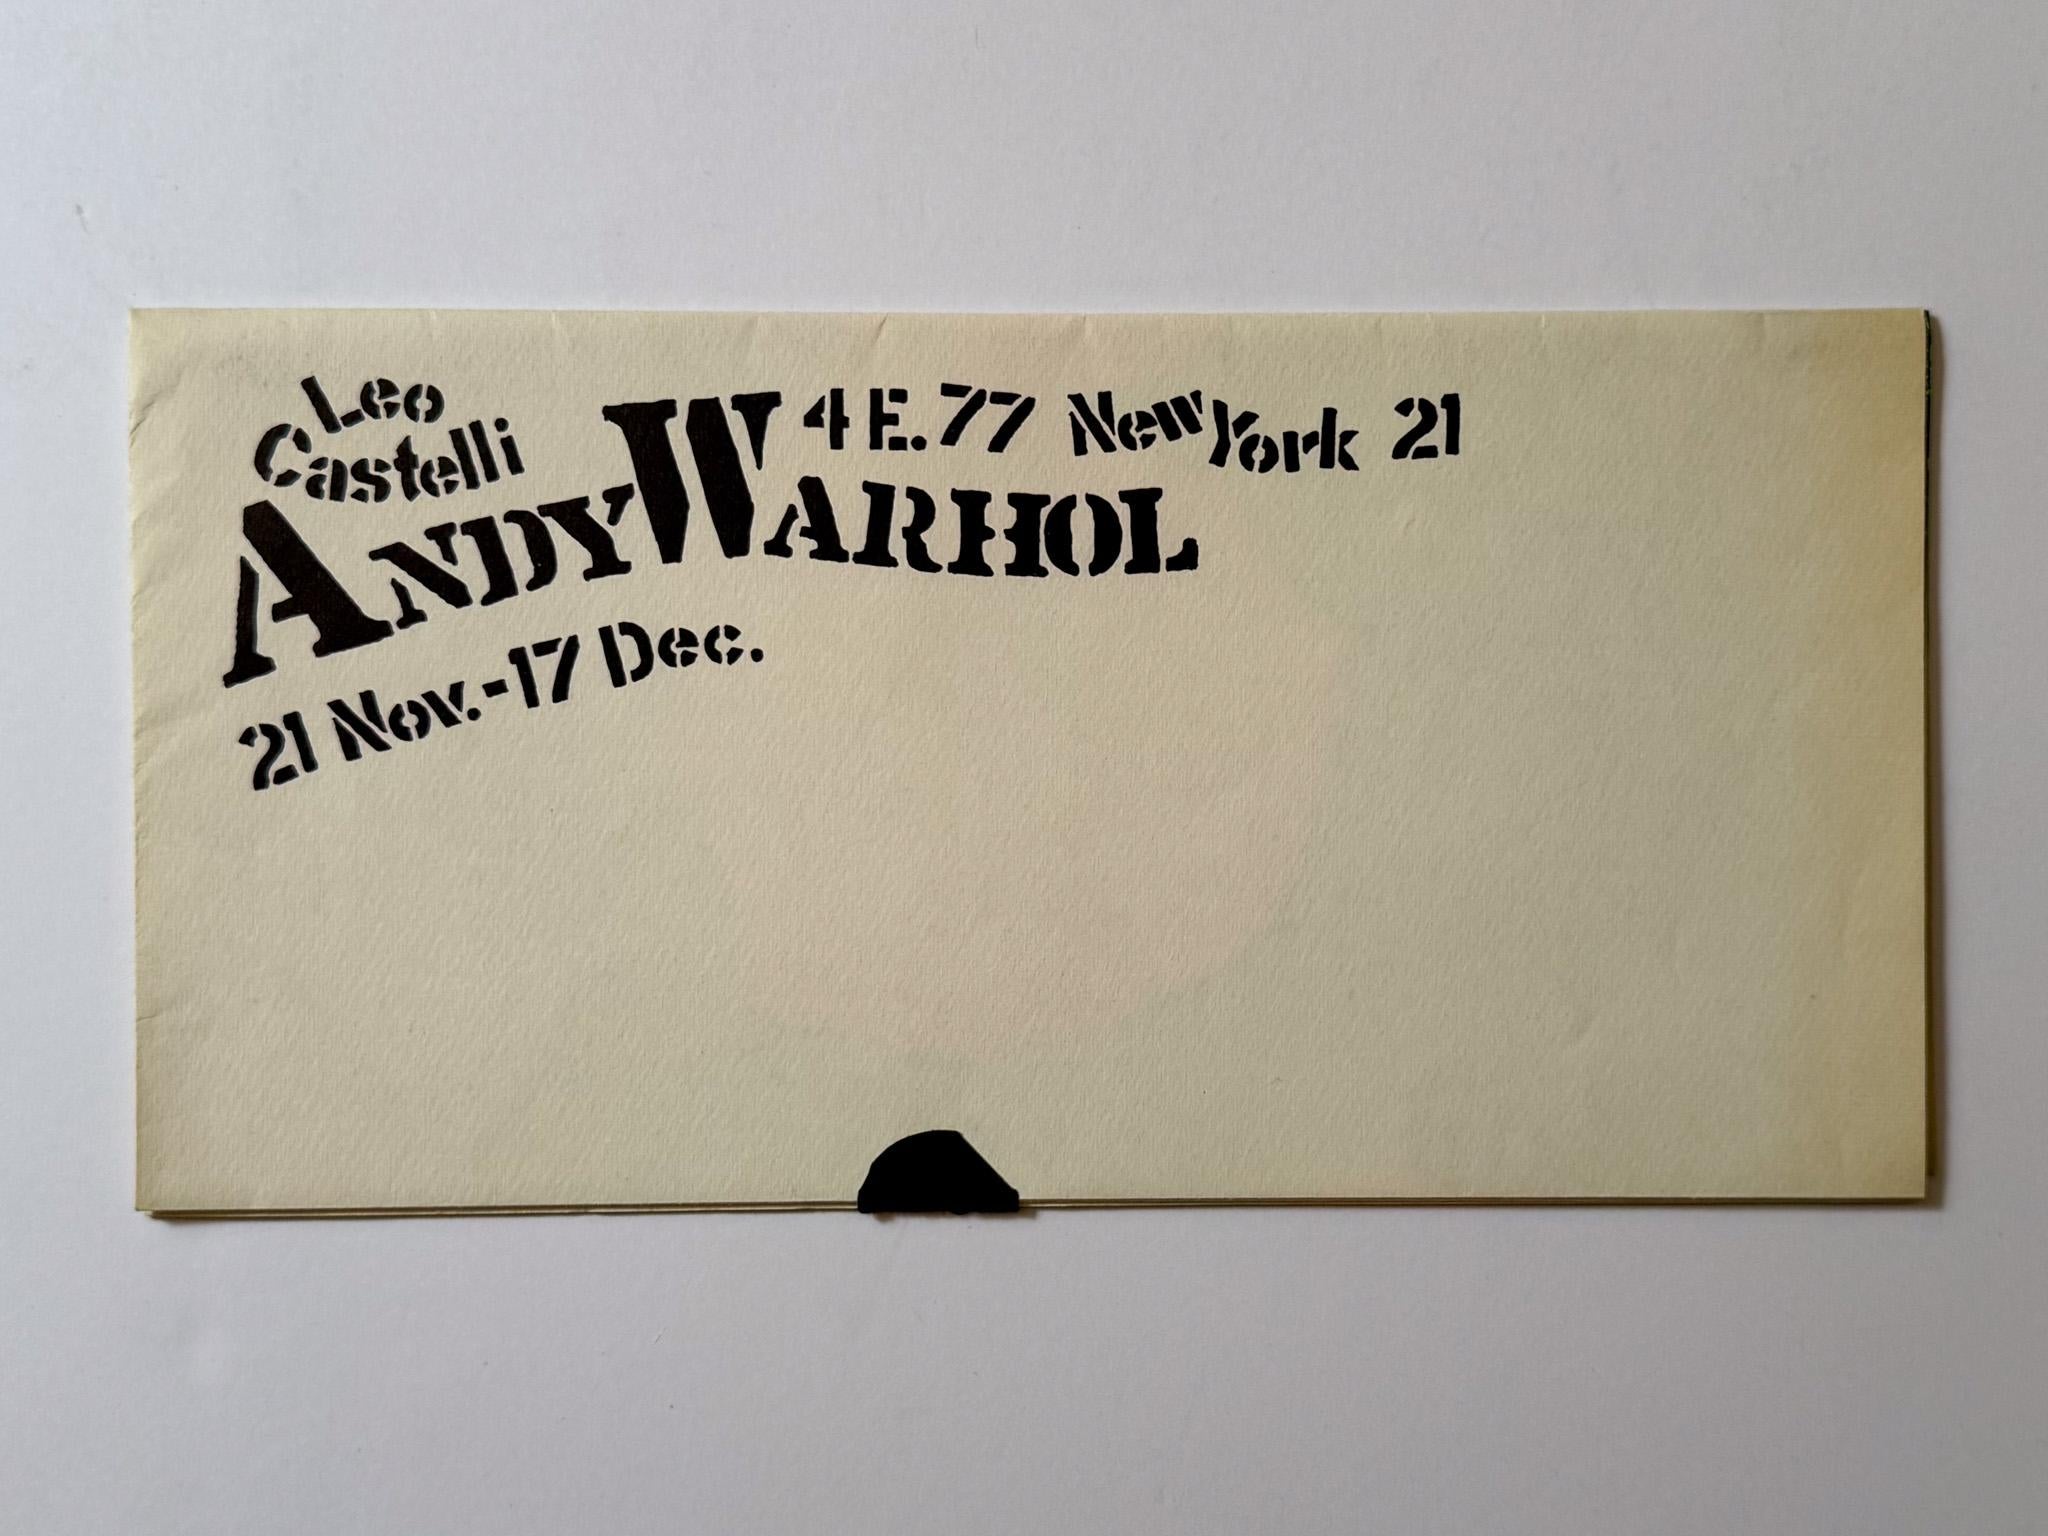 Leo
Castelli
4 E. 77 New York 21
ANDY WARHOL
21 Nov.-17 Dec.